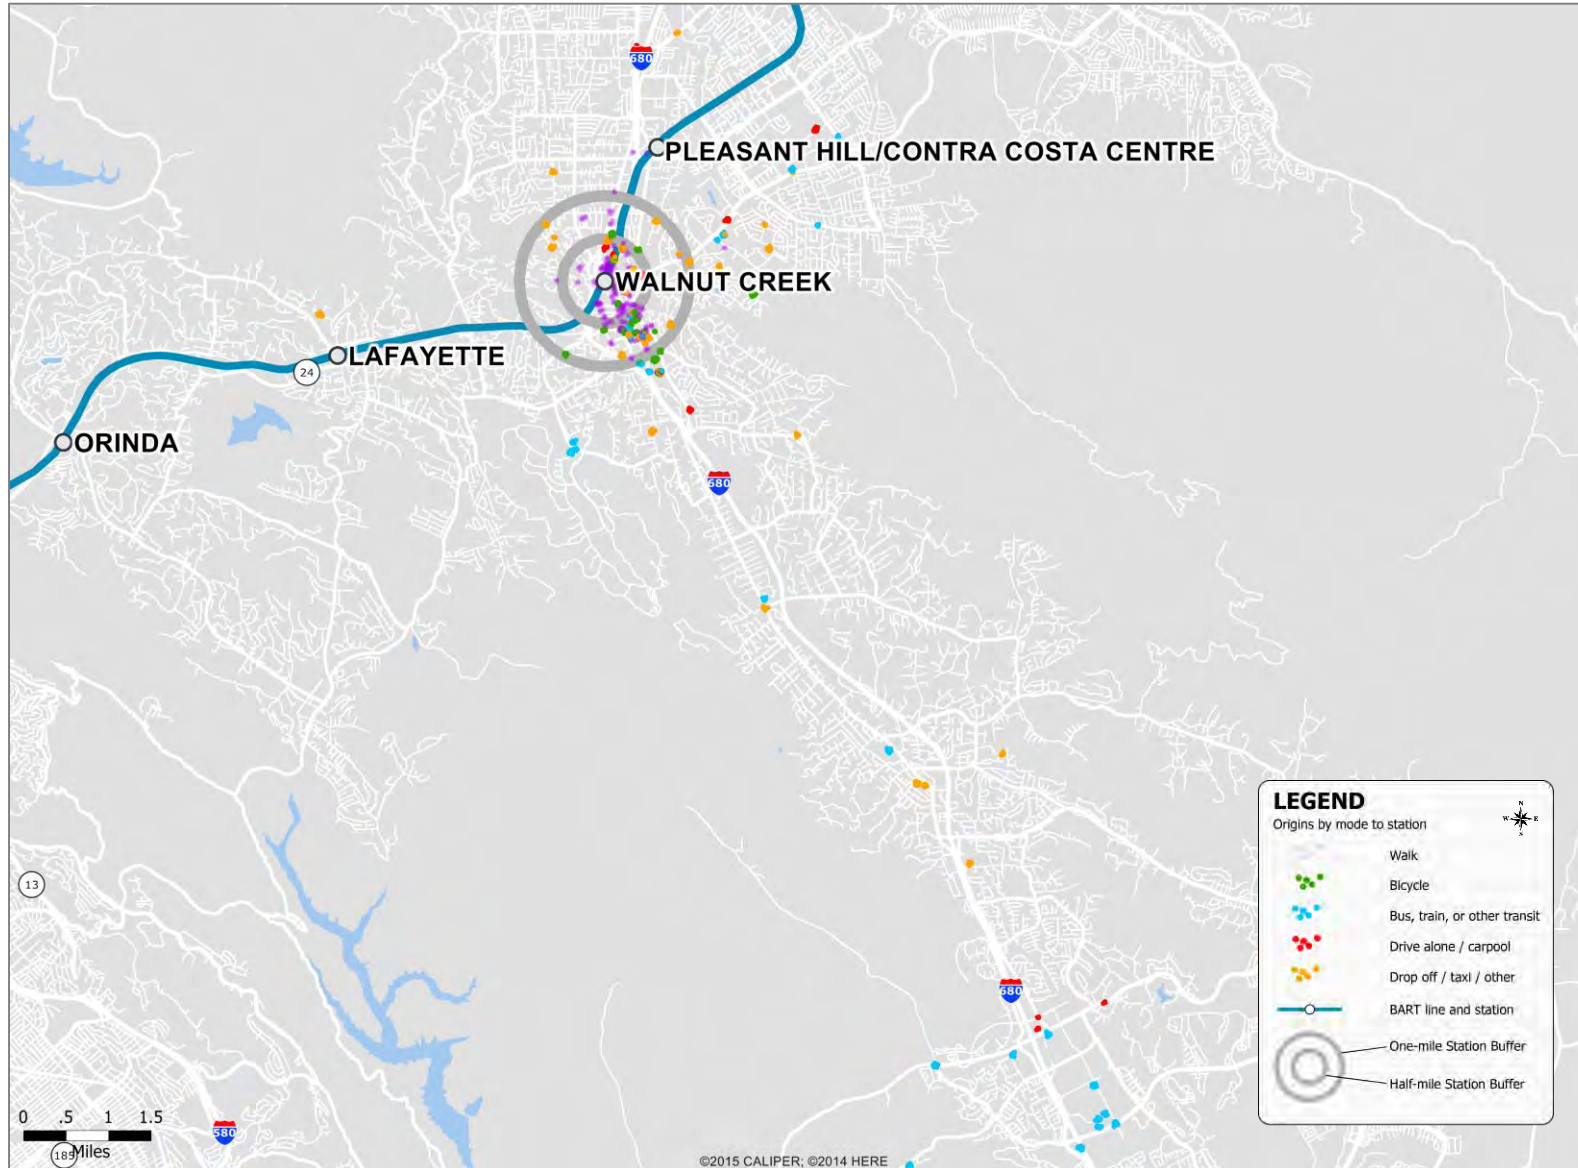 680
PLEASANT HILL/CONTRA COSTA CENTRE
WALNUT CREEK
LAFAYETTE
24
ORINDA
680
LEGEND
Origins by mode to station
N
W E
S
Walk
Bicycle
Bus, train, or other transit
Drive alone / carpool
Drop off / taxi / other
BART line and station
One-mile Station Buffer
Half-mile Station Buffer
13
680
0 .5 1 1.5
Miles
185
580
©2015 CALIPER; ©2014 HERE